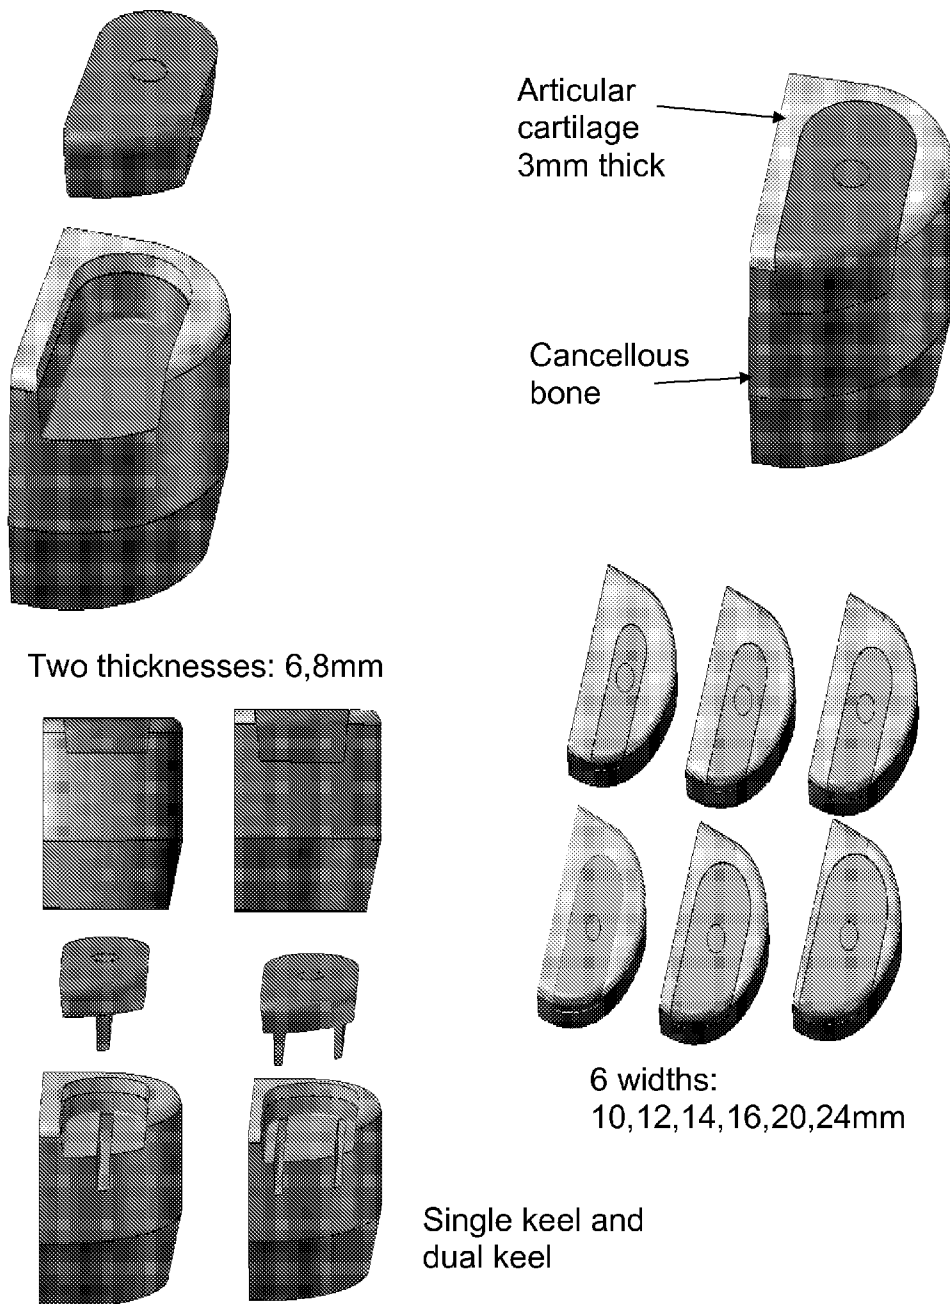 Articular
cartilage
3mm thick
Cancellous
bone
Two thicknesses: 6,8mm
6 widths:
10,12,14,16,20,24mm
Single keel and
dual keel